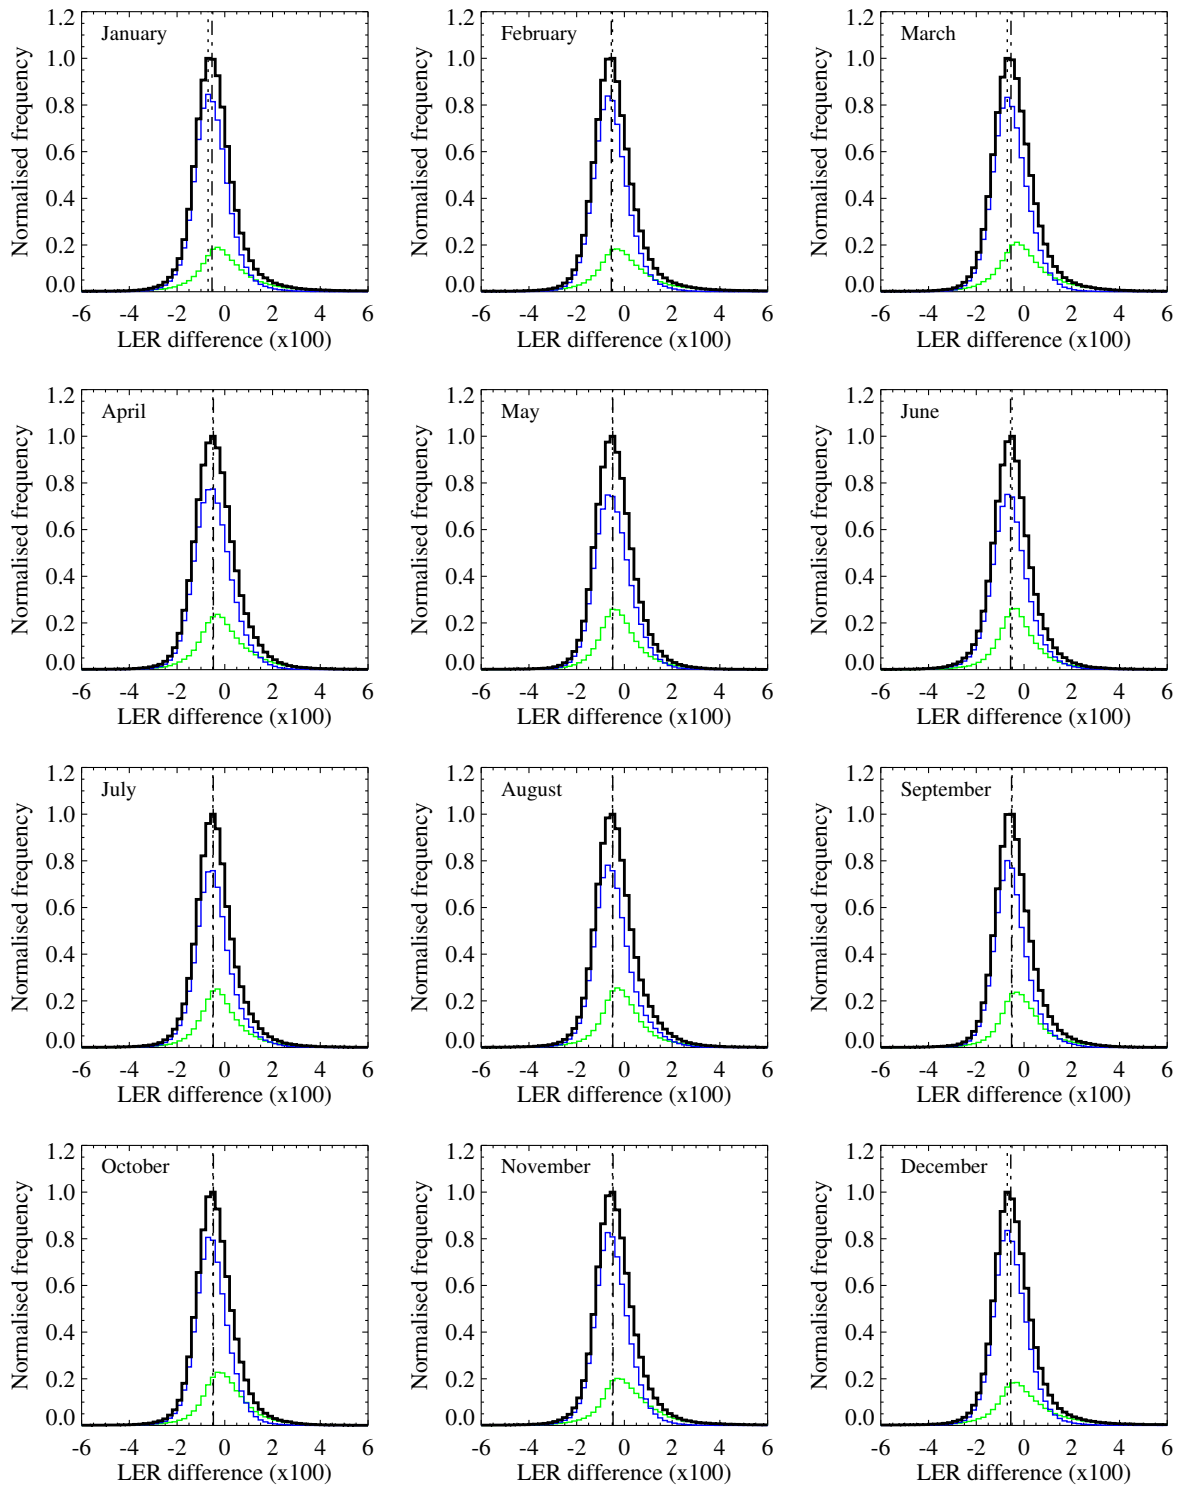 January
Normalised frequency
1.2
1.0
0.8
0.6
0.4
0.2
0.0
-6 -4 -2 0 2 4 6
LER difference (x100)
February
Normalised frequency
1.2
1.0
0.8
0.6
0.4
0.2
0.0
-6 -4 -2 0 2 4 6
LER difference (x100)
March
Normalised frequency
1.2
1.0
0.8
0.6
0.4
0.2
0.0
-6 -4 -2 0 2 4 6
LER difference (x100)
April
Normalised frequency
1.2
1.0
0.8
0.6
0.4
0.2
0.0
-6 -4 -2 0 2 4 6
LER difference (x100)
May
Normalised frequency
1.2
1.0
0.8
0.6
0.4
0.2
0.0
-6 -4 -2 0 2 4 6
LER difference (x100)
June
Normalised frequency
1.2
1.0
0.8
0.6
0.4
0.2
0.0
-6 -4 -2 0 2 4 6
LER difference (x100)
July
Normalised frequency
1.2
1.0
0.8
0.6
0.4
0.2
0.0
-6 -4 -2 0 2 4 6
LER difference (x100)
August
Normalised frequency
1.2
1.0
0.8
0.6
0.4
0.2
0.0
-6 -4 -2 0 2 4 6
LER difference (x100)
September
Normalised frequency
1.2
1.0
0.8
0.6
0.4
0.2
0.0
-6 -4 -2 0 2 4 6
LER difference (x100)
October
Normalised frequency
1.2
1.0
0.8
0.6
0.4
0.2
0.0
-6 -4 -2 0 2 4 6
LER difference (x100)
November
Normalised frequency
1.2
1.0
0.8
0.6
0.4
0.2
0.0
-6 -4 -2 0 2 4 6
LER difference (x100)
December
Normalised frequency
1.2
1.0
0.8
0.6
0.4
0.2
0.0
-6 -4 -2 0 2 4 6
LER difference (x100)